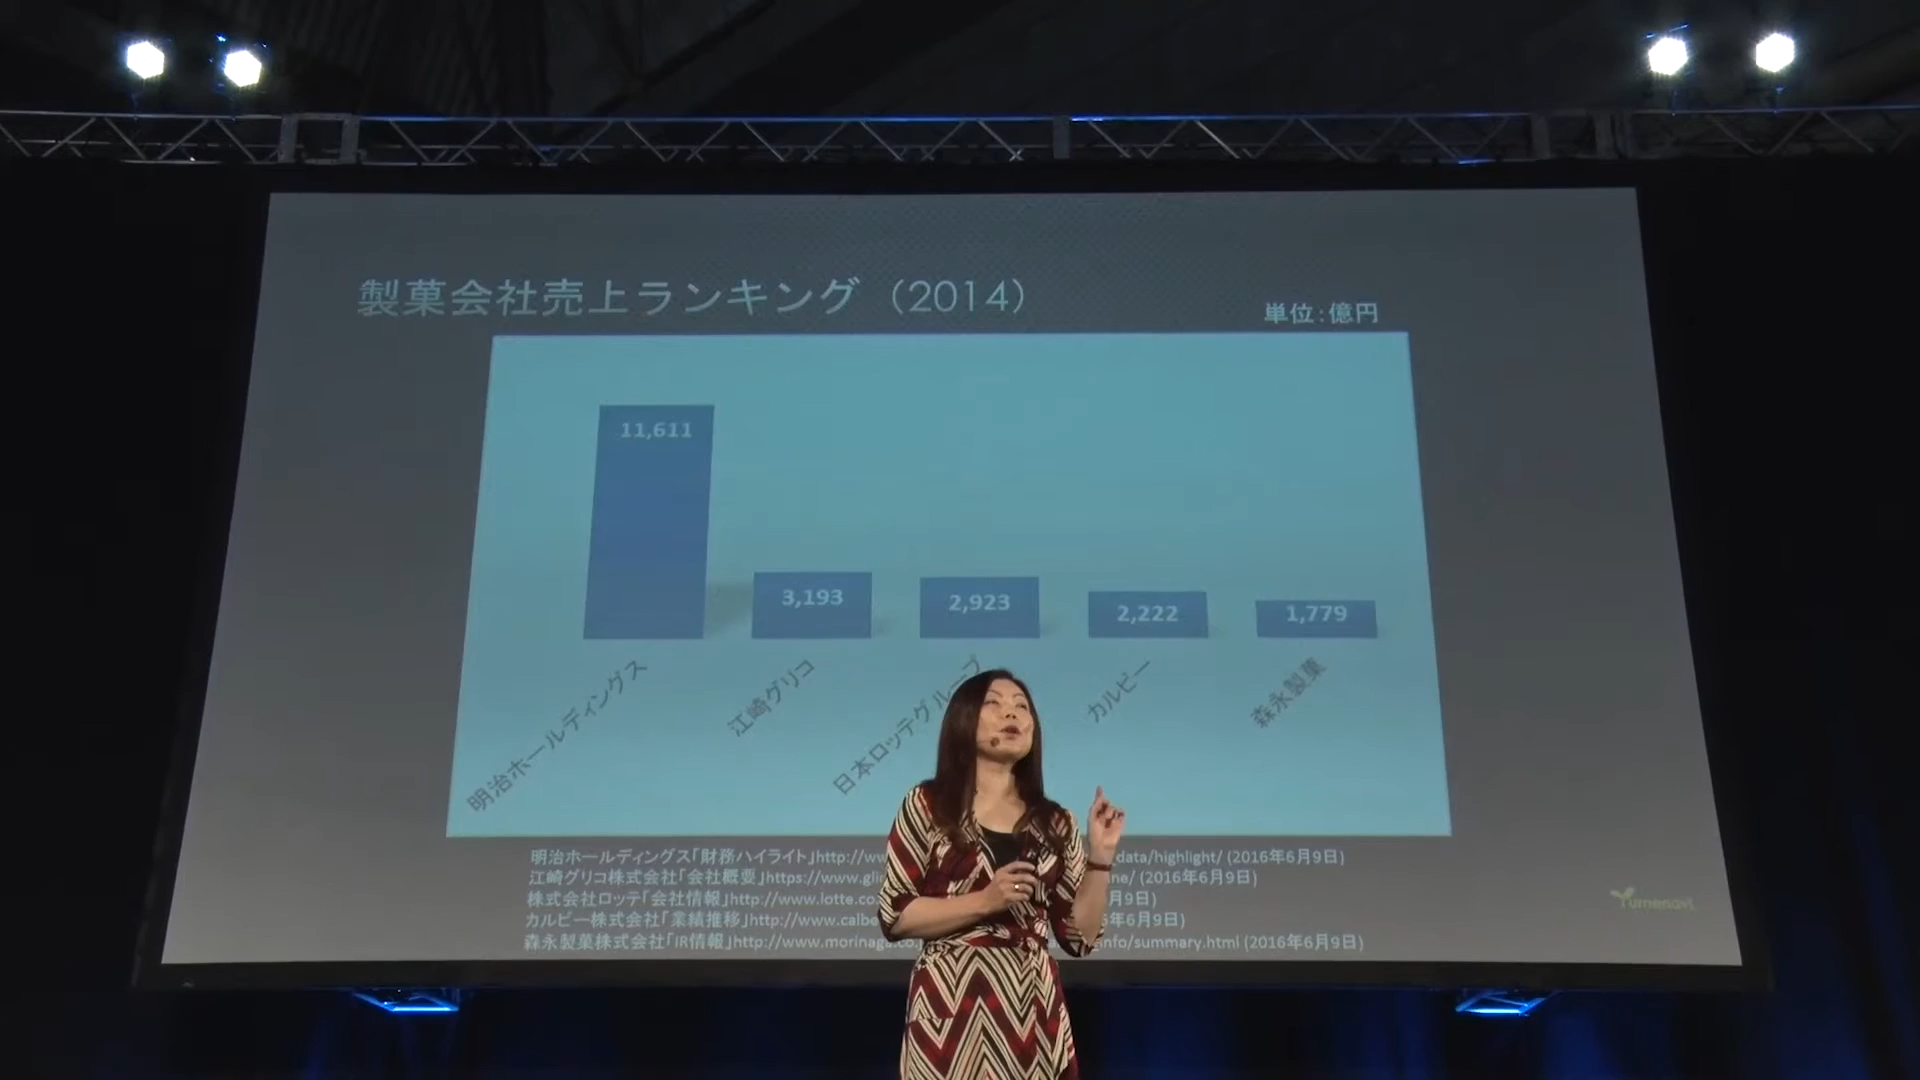 製菓会社売上ランキング（2014）
単位：億円
11,611
3,193
2,923
2,222
1,779
明治ホールディングス
江崎グリコ
日本ロッテグループ
カルビー
森永製菓
明治ホールディングス「財務ハイライト」http://ww data/highlight/ (2016年6月9日)
江崎グリコ株式会社「会社概要」https://www.gli ne/ (2016年6月9日)
株式会社ロッテ「会社情報」http://www.lotte.co 月9日)
カルビー株式会社「業績推移」http://www.calbe 年6月9日)
森永製菓株式会社「IR情報」http://www.morinaga.co. info/summary.html (2016年6月9日)
Yumenavi